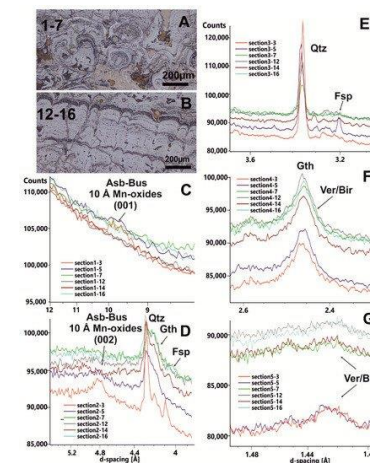 1-7
A
200µm
12-16
B
200µm
Counts
C
Asb-Bus
10 Å Mn-oxides
(001)
110,000
105,000
100,000
95,000
section1-3
section1-5
section1-7
section1-12
section1-14
section1-16
12
10
8
D
Asb-Bus
10 Å Mn-oxides
(002)
Qtz
Gth
Fsp
100,000
95,000
90,000
85,000
section2-3
section2-5
section2-7
section2-12
section2-14
section2-16
5.2
4.8
4.4
4
d-spacing [Å]
Counts
E
section3-3
section3-5
section3-7
section3-12
section3-14
section3-16
Qtz
Fsp
120,000
110,000
100,000
90,000
80,000
3.6
3.2
F
Gth
section4-3
section4-5
section4-7
section4-12
section4-14
section4-16
Ver/Bir
100,000
95,000
90,000
85,000
2.6
2.4
G
90,000
85,000
80,000
section5-3
section5-5
section5-7
section5-12
section5-14
section5-16
Ver/B
1.48
1.44
d-spacing [Å]